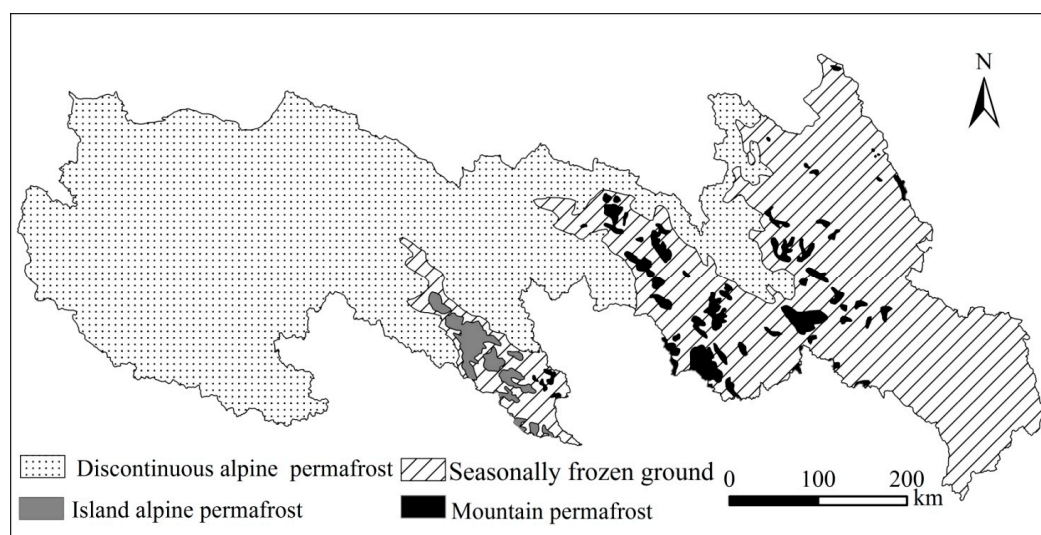 N
Discontinuous alpine permafrost
Seasonally frozen ground
Island alpine permafrost
Mountain permafrost
0 100 200
km